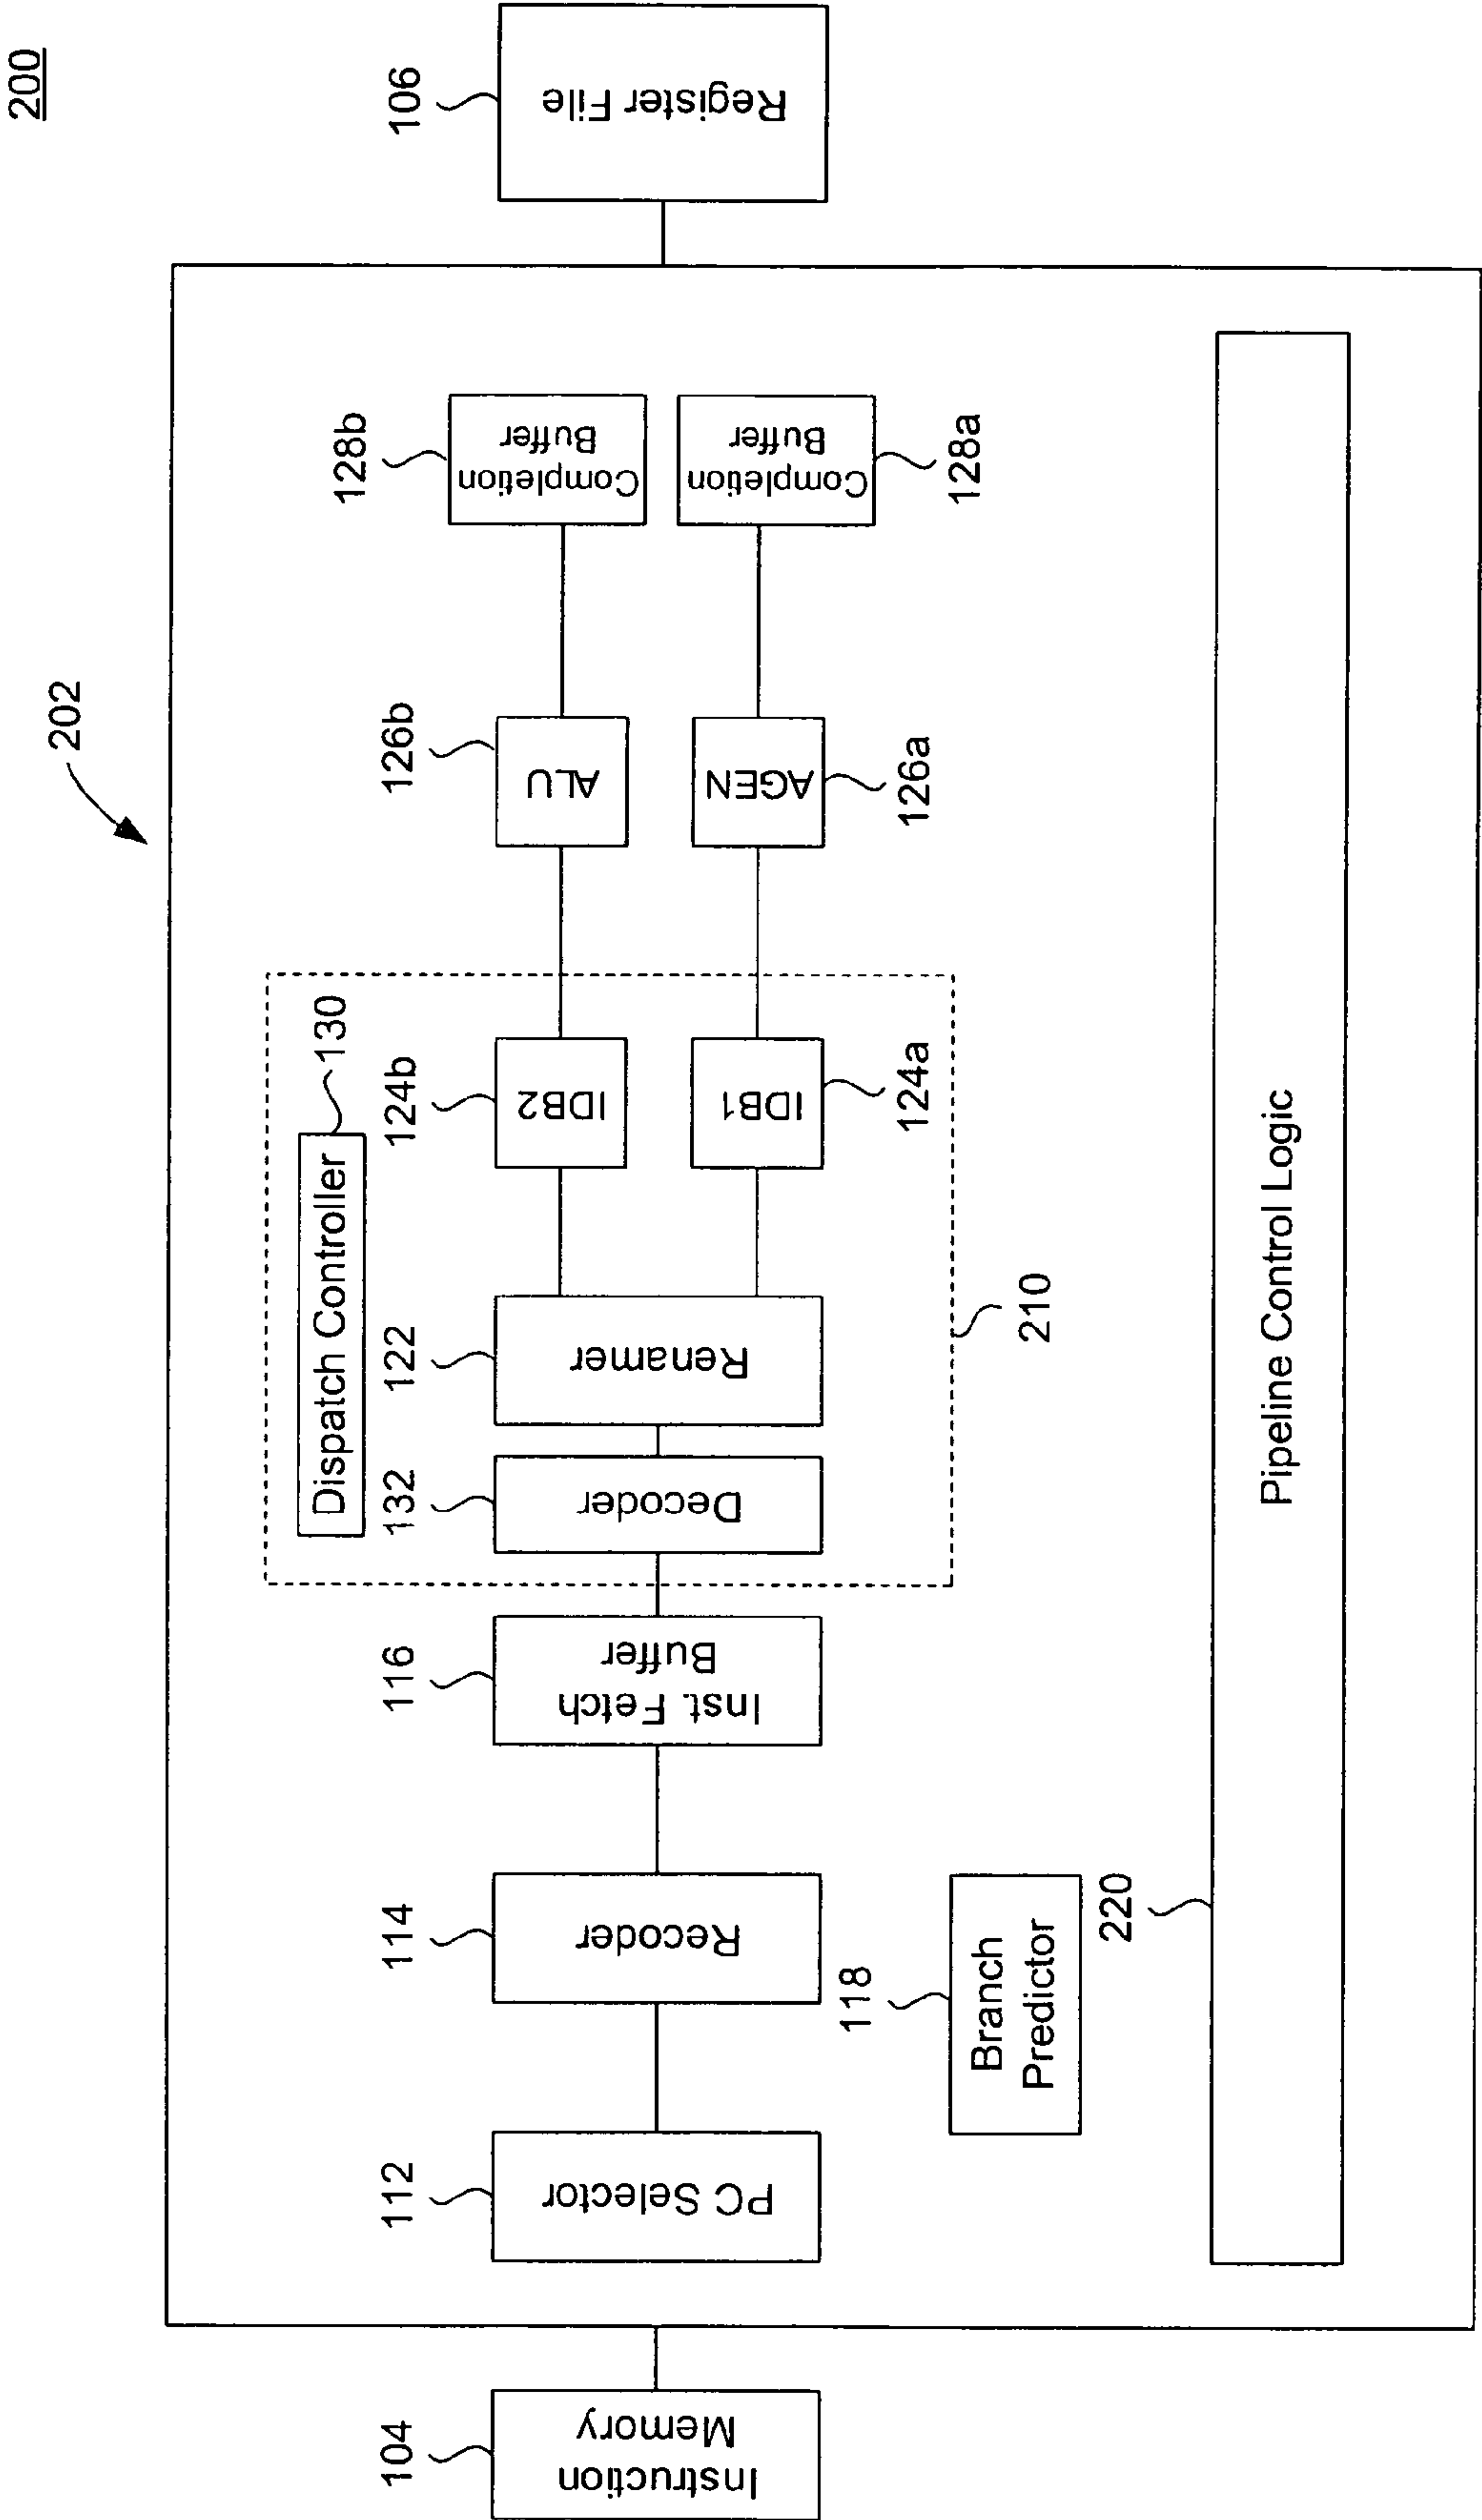 200
202
104
Instruction
Memory
112
PC Selector
114
Recoder
116
Inst. Fetch
Buffer
118
Branch
Predictor
Dispatch Controller
130
132
Decoder
122
Renamer
124b
IDB2
IDB1
124a
210
126b
ALU
AGEN
126a
128b
Completion
Buffer
Completion
Buffer
128a
106
Register File
220
Pipeline Control Logic